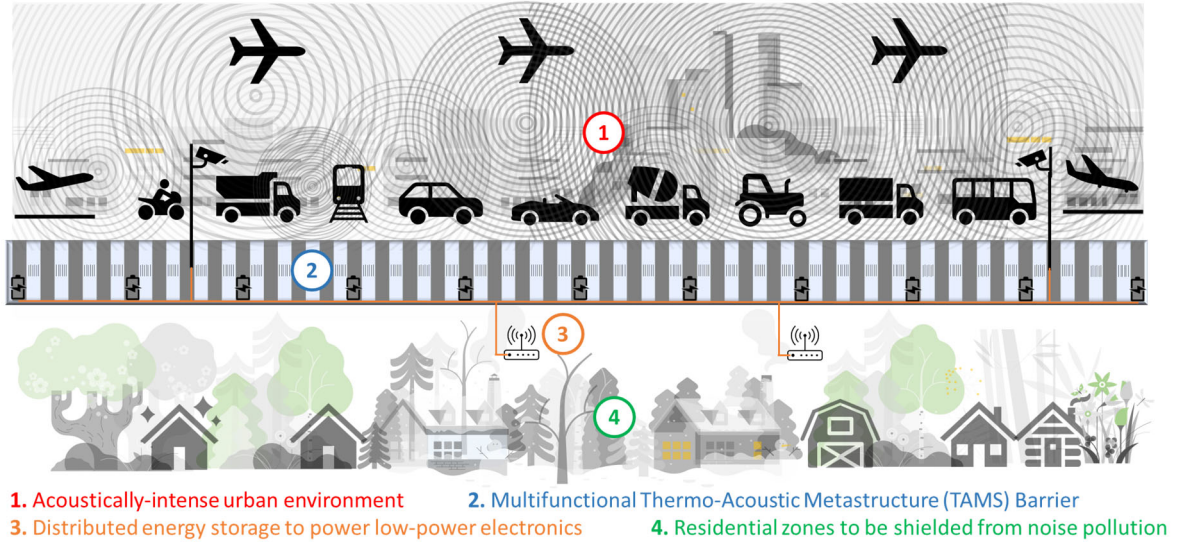 1
2
3
4
1. Acoustically-intense urban environment
2. Multifunctional Thermo-Acoustic Metastructure (TAMS) Barrier
3. Distributed energy storage to power low-power electronics
4. Residential zones to be shielded from noise pollution